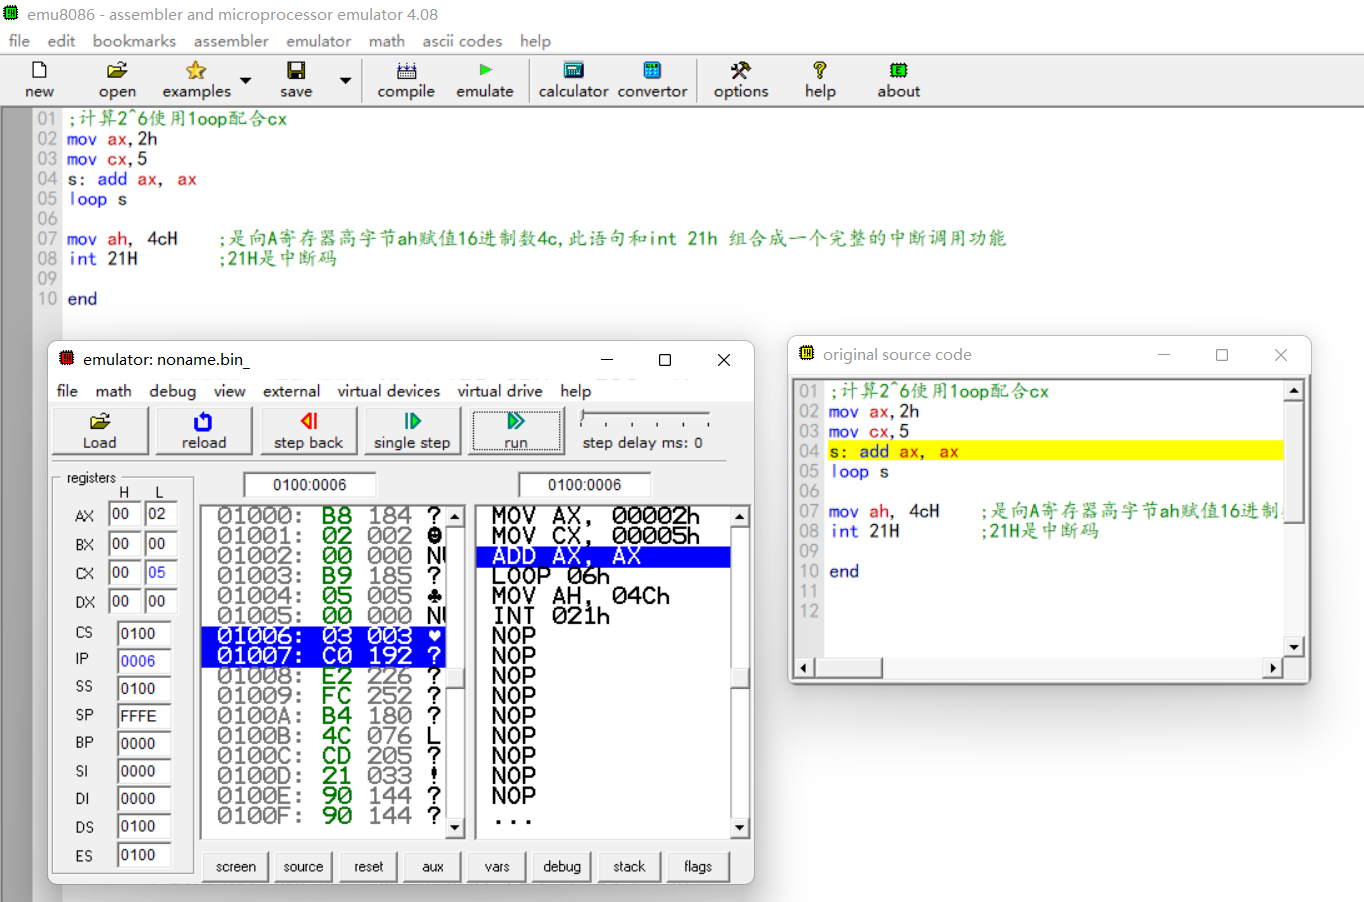 emu8086 - assembler and microprocessor emulator 4.08
file edit bookmarks assembler emulator math ascii codes help
new open examples save compile emulate calculator convertor options help about
01 ;计算2^6使用loop配合cx
02 mov ax,2h
03 mov cx,5
04 s: add ax, ax
05 loop s
06
07 mov ah, 4cH ;是向A寄存器高字节ah赋值16进制数4c,此语句和int 21h 组合成一个完整的中断调用功能
08 int 21H ;21H是中断码
09
10 end
emulator: noname.bin_
file math debug view external virtual devices virtual drive help
Load reload step back single step run step delay ms: 0
registers
H L
AX 00 02
BX 00 00
CX 00 05
DX 00 00
CS 0100
IP 0006
SS 0100
SP FFFE
BP 0000
SI 0000
DI 0000
DS 0100
ES 0100
0100:0006
01000: B8 184 ?
01001: 02 002 ☻
01002: 00 000 NU
01003: B9 185 ?
01004: 05 005 ♣
01005: 00 000 NU
01006: 03 003 ♥
01007: C0 192 ?
01008: E2 226 ?
01009: FC 252 ?
0100A: B4 180 ?
0100B: 4C 076 L
0100C: CD 205 ?
0100D: 21 033 !
0100E: 90 144 ?
0100F: 90 144 ?
0100:0006
MOV AX, 00002h
MOV CX, 00005h
ADD AX, AX
LOOP 06h
MOV AH, 04Ch
INT 021h
NOP
NOP
NOP
NOP
NOP
NOP
NOP
NOP
NOP
...
screen source reset aux vars debug stack flags
original source code
01 ;计算2^6使用loop配合cx
02 mov ax,2h
03 mov cx,5
04 s: add ax, ax
05 loop s
06
07 mov ah, 4cH ;是向A寄存器高字节ah赋值16进制
08 int 21H ;21H是中断码
09
10 end
11
12